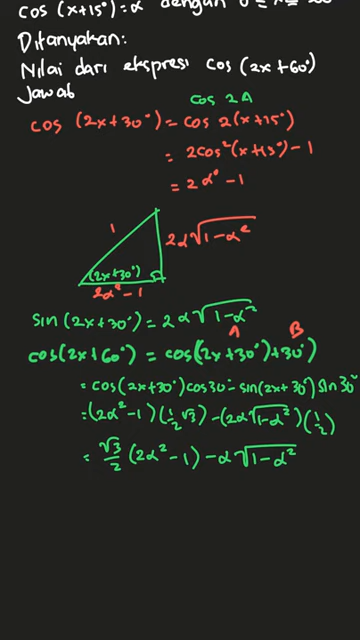 cos (x+15°) = α dengan 0 ≤ x ≤
Ditanyakan:
Nilai dari ekspresi cos (2x+60°)
Jawab
cos 2A
cos (2x+30°) = cos 2(x+15°)
= 2cos²(x+15°) - 1
= 2α² - 1
1
2α√1-α²
(2x+30°)
2α² - 1
sin (2x+30°) = 2α√1-α²
A B
cos(2x+60°) = cos(2x+30°)+30°)
= cos(2x+30°)cos30° - sin(2x+30°) sin 30°
= (2α²-1)(½√3) - (2α√1-α²)(½)
= √3/2 (2α²-1) - α√1-α²